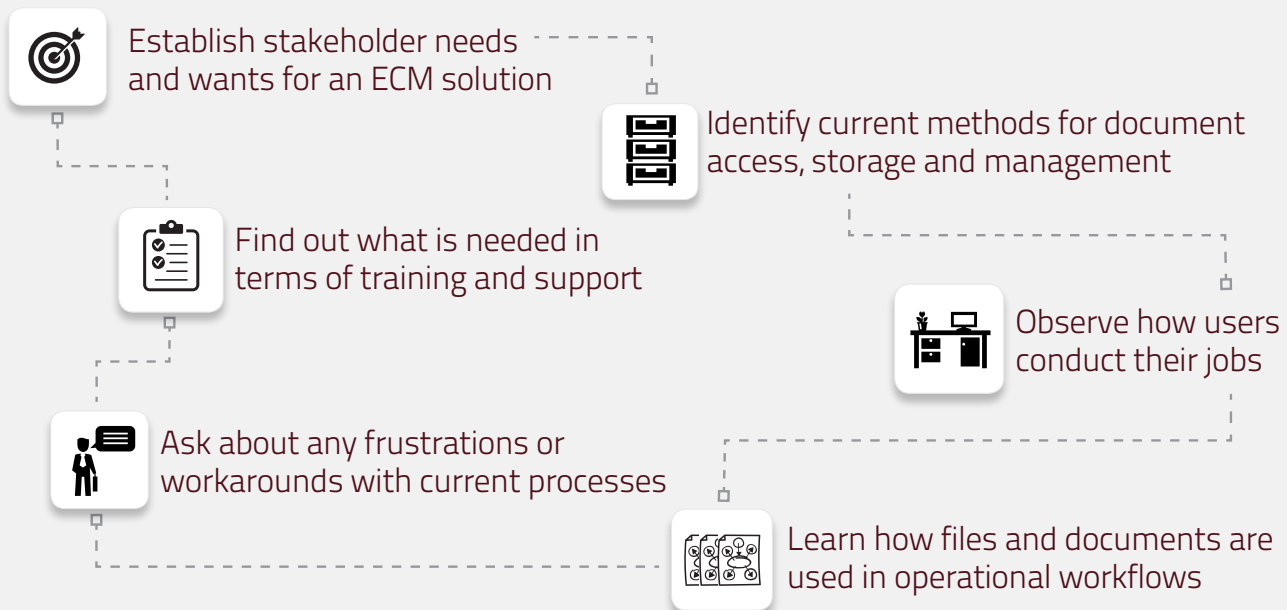 Establish stakeholder needs
and wants for an ECM solution
Identify current methods for document
access, storage and management
Find out what is needed in
terms of training and support
Observe how users
conduct their jobs
Ask about any frustrations or
workarounds with current processes
Learn how files and documents are
used in operational workflows